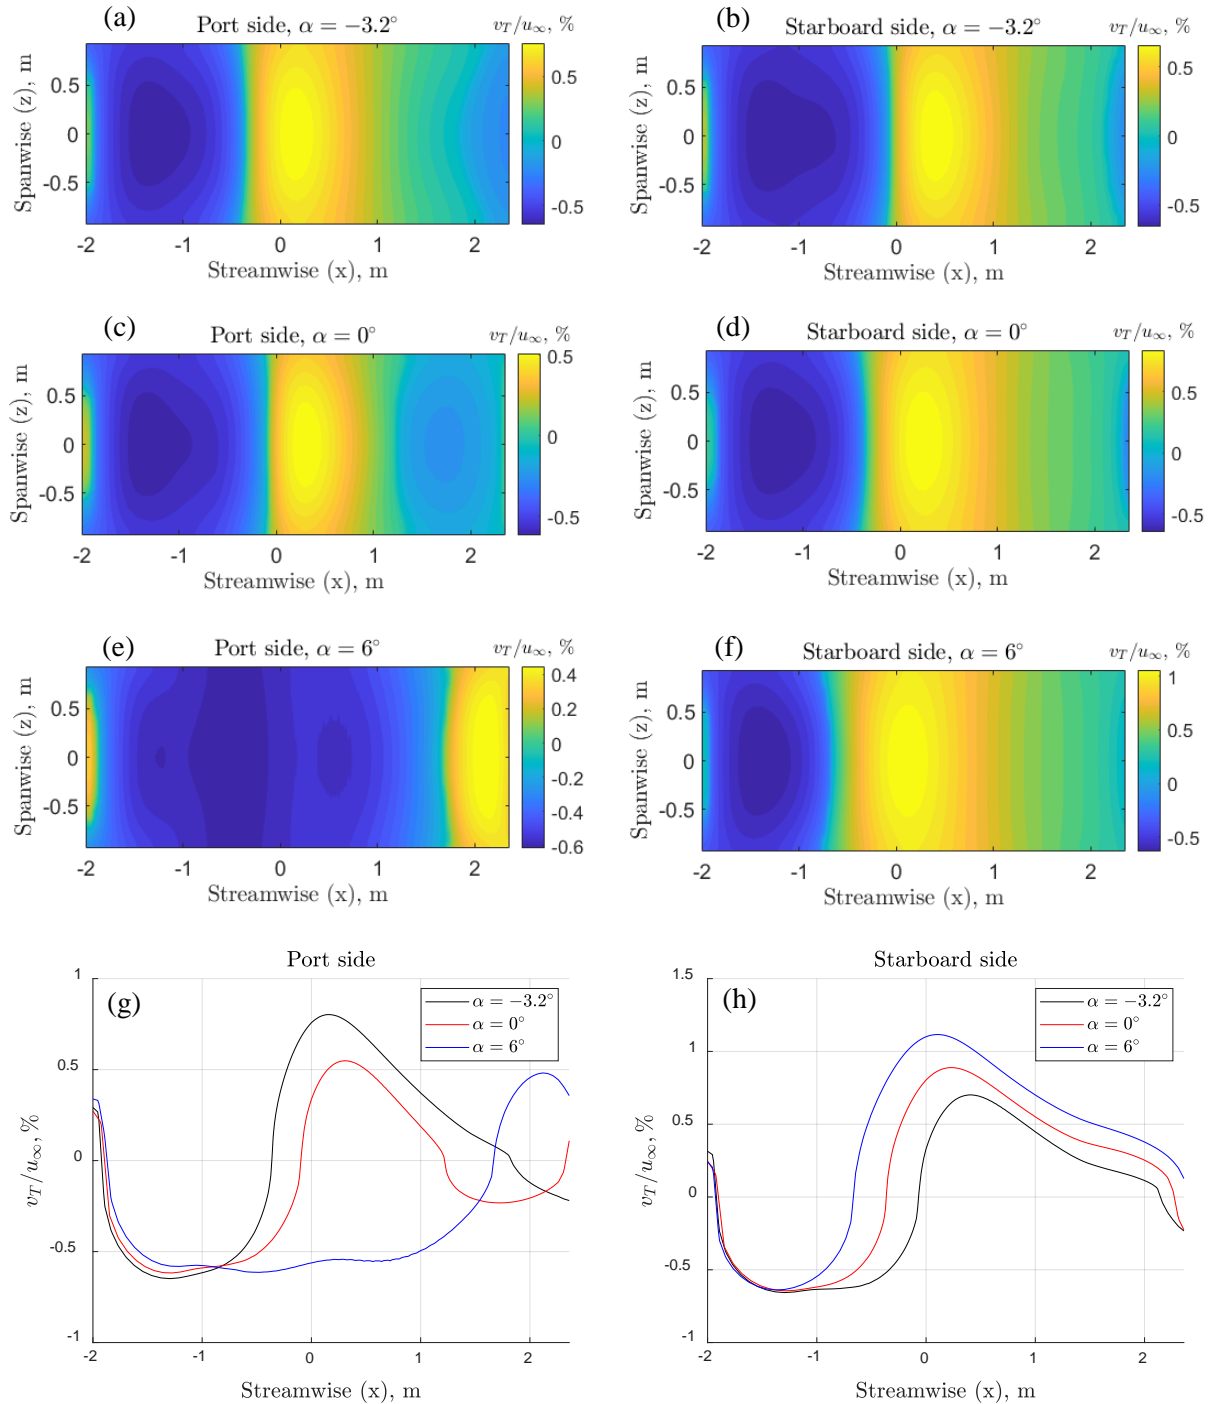 (a)
Port side, α = −3.2°
v_T/u_∞, %
Spanwise (z), m
0.5
0
-0.5
-2
-1
0
1
2
Streamwise (x), m
0.5
0
-0.5
(b)
Starboard side, α = −3.2°
v_T/u_∞, %
Spanwise (z), m
0.5
0
-0.5
-2
-1
0
1
2
Streamwise (x), m
0.5
0
-0.5
(c)
Port side, α = 0°
v_T/u_∞, %
Spanwise (z), m
0.5
0
-0.5
-2
-1
0
1
2
Streamwise (x), m
0.5
0
-0.5
(d)
Starboard side, α = 0°
v_T/u_∞, %
Spanwise (z), m
0.5
0
-0.5
-2
-1
0
1
2
Streamwise (x), m
0.5
0
-0.5
(e)
Port side, α = 6°
v_T/u_∞, %
Spanwise (z), m
0.5
0
-0.5
-2
-1
0
1
2
Streamwise (x), m
0.4
0.2
0
-0.2
-0.4
-0.6
(f)
Starboard side, α = 6°
v_T/u_∞, %
Spanwise (z), m
0.5
0
-0.5
-2
-1
0
1
2
Streamwise (x), m
1
0.5
0
-0.5
Port side
(g)
α = −3.2°
α = 0°
α = 6°
v_T/u_∞, %
1
0.5
0
-0.5
-1
-2
-1
0
1
2
Streamwise (x), m
Starboard side
(h)
α = −3.2°
α = 0°
α = 6°
v_T/u_∞, %
1.5
1
0.5
0
-0.5
-1
-2
-1
0
1
2
Streamwise (x), m